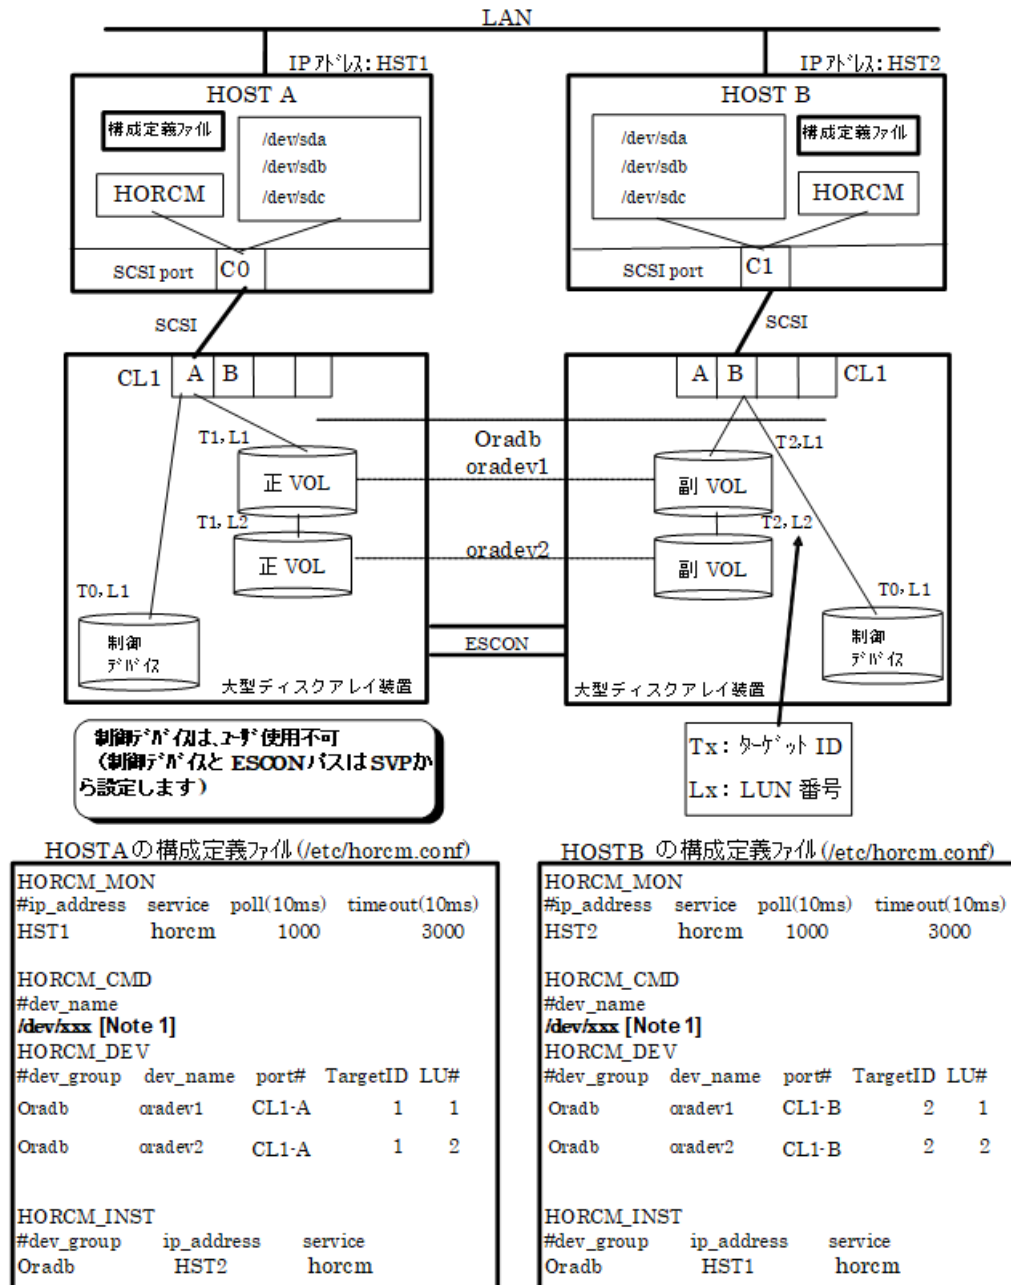 LAN
IPアドレス:HST1
IPアドレス:HST2
HOST A
構成定義ファイル
/dev/sda
/dev/sdb
/dev/sdc
HORCM
SCSI port
C0
HOST B
/dev/sda
/dev/sdb
/dev/sdc
構成定義ファイル
HORCM
SCSI port
C1
SCSI
SCSI
CL1
A
B
A
B
CL1
T1, L1
Oradb
oradev1
T2,L1
正 VOL
副 VOL
T1, L2
oradev2
T2, L2
正 VOL
副 VOL
T0, L1
T0, L1
制御
デバイス
ESCON
制御
デバイス
大型ディスクアレイ装置
大型ディスクアレイ装置
制御デバイスは、ユーザ使用不可
(制御デバイスと ESCONパスはSVPか
ら設定します)
Tx: ターゲット ID
Lx: LUN 番号
HOSTAの構成定義ファイル(/etc/horcm.conf)
HORCM_MON
#ip_address service poll(10ms) timeout(10ms)
HST1 horcm 1000 3000
HORCM_CMD
#dev_name
/dev/xxx [Note 1]
HORCM_DEV
#dev_group dev_name port# TargetID LU#
Oradb oradev1 CL1-A 1 1
Oradb oradev2 CL1-A 1 2
HORCM_INST
#dev_group ip_address service
Oradb HST2 horcm
HOSTB の構成定義ファイル(/etc/horcm.conf)
HORCM_MON
#ip_address service poll(10ms) timeout(10ms)
HST2 horcm 1000 3000
HORCM_CMD
#dev_name
/dev/xxx [Note 1]
HORCM_DEV
#dev_group dev_name port# TargetID LU#
Oradb oradev1 CL1-B 2 1
Oradb oradev2 CL1-B 2 2
HORCM_INST
#dev_group ip_address service
Oradb HST1 horcm